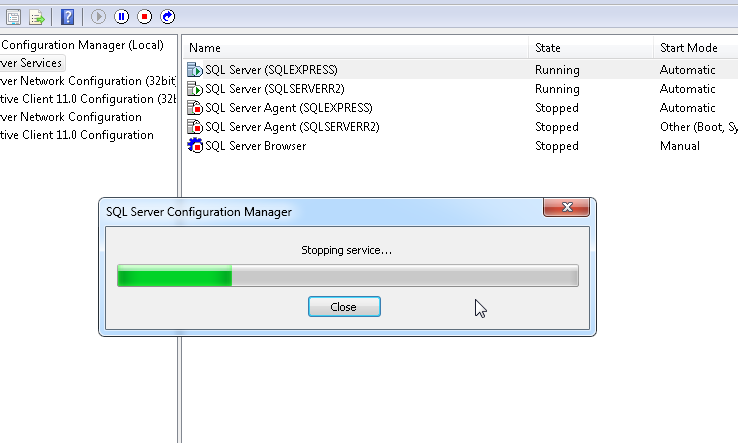 Configuration Manager (Local)
ver Services
ver Network Configuration (32bit
tive Client 11.0 Configuration (32b
ver Network Configuration
tive Client 11.0 Configuration
Name State Start Mode
SQL Server (SQLEXPRESS) Running Automatic
SQL Server (SQLSERVERR2) Running Automatic
SQL Server Agent (SQLEXPRESS) Stopped Automatic
SQL Server Agent (SQLSERVERR2) Stopped Other (Boot, Sy
SQL Server Browser Stopped Manual
SQL Server Configuration Manager
Stopping service...
Close